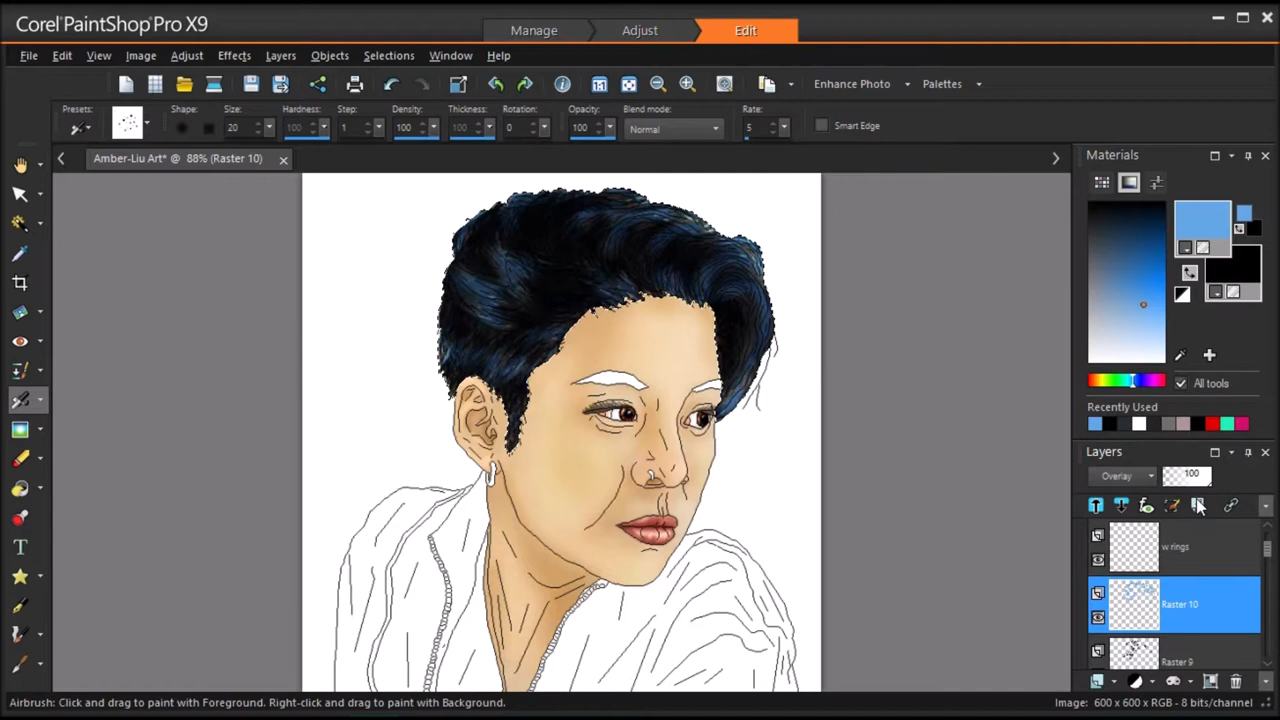 Corel PaintShop Pro X9
Manage
Adjust
Edit
File Edit View Image Adjust Effects Layers Objects Selections Window Help
Enhance Photo
Palettes
Presets:
Shape:
Size:
Hardness:
Step:
Density:
Thickness:
Rotation:
Opacity:
Blend mode:
Rate:
20
100
1
100
100
0
100
Normal
5
Smart Edge
Amber-Liu Art* @ 88% (Raster 10)
Materials
All tools
Recently Used
Layers
Overlay
100
w rings
Raster 10
Raster 9
Airbrush: Click and drag to paint with Foreground. Right-click and drag to paint with Background.
Image: 600 x 600 x RGB - 8 bits/channel